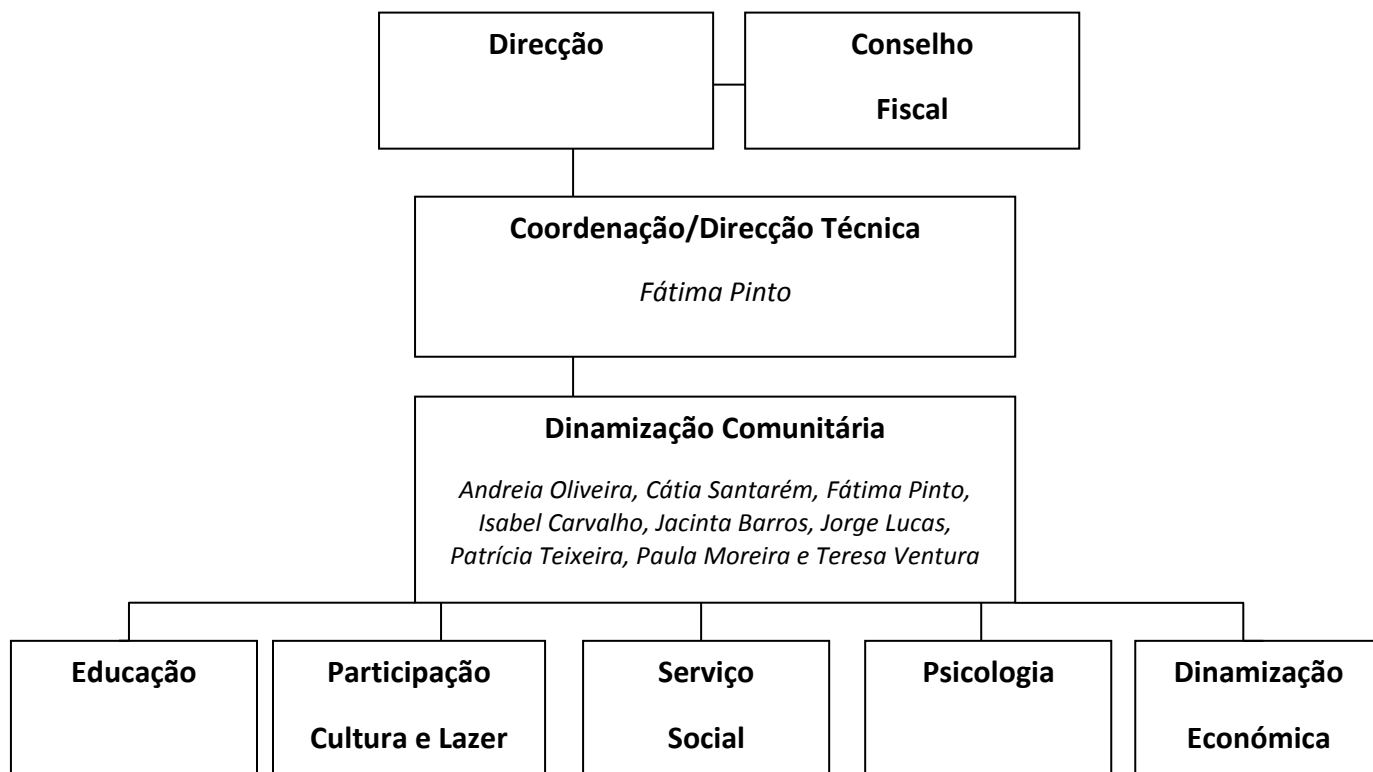 Direcção
Conselho
Fiscal
Coordenação/Direcção Técnica
Fátima Pinto
Dinamização Comunitária
Andreia Oliveira, Cátia Santarém, Fátima Pinto,
Isabel Carvalho, Jacinta Barros, Jorge Lucas,
Patrícia Teixeira, Paula Moreira e Teresa Ventura
Educação
Participação
Cultura e Lazer
Serviço
Social
Psicologia
Dinamização
Económica